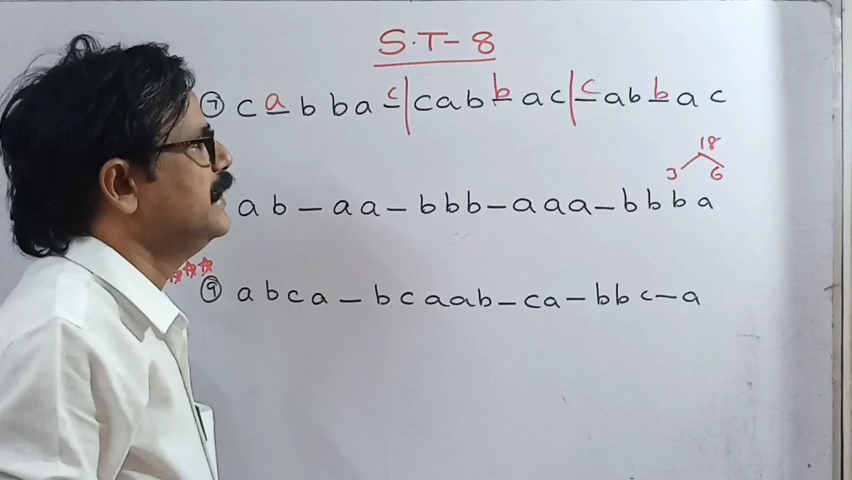 S.T-8
7 c a b b a c | c a b b a c | c a b b a c
18
3 6
a b _ a a _ b b b _ a a a _ b b b a
9 a b c a _ b c a a b _ c a _ b b c _ a